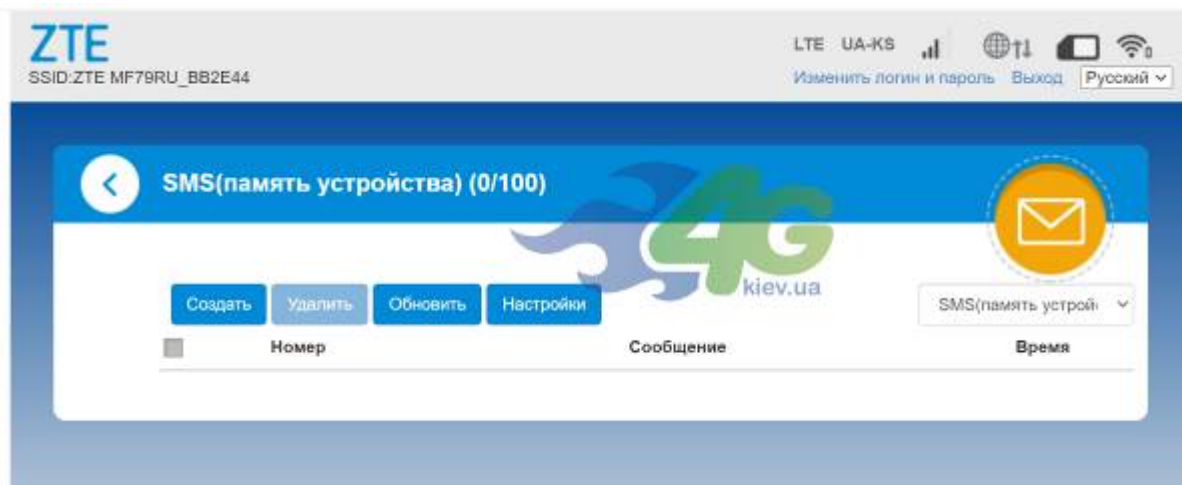 ZTE
SSID:ZTE MF79RU_BB2E44
LTE UA-KS
0
Изменить логин и пароль Выход Русский
SMS(память устройства) (0/100)
4G
kiev.ua
Создать Удалить Обновить Настройки
SMS(память устрой
Номер Сообщение Время